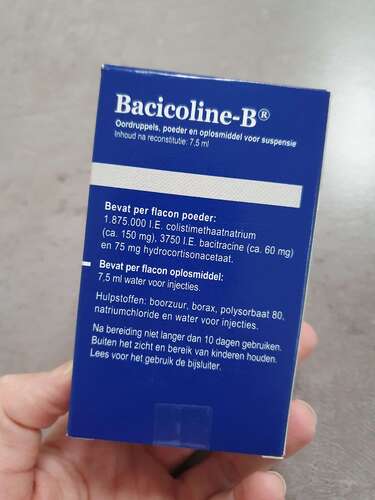 Bacicoline-B®
Oordruppels, poeder en oplosmiddel voor suspensie
Inhoud na reconstitutie: 7,5 ml
Bevat per flacon poeder:
1.875.000 I.E. colistimethaatnatrium
(ca. 150 mg), 3750 I.E. bacitracine (ca. 60 mg)
en 75 mg hydrocortisonacetaat.
Bevat per flacon oplosmiddel:
7,5 ml water voor injecties.
Hulpstoffen: boorzuur, borax, polysorbaat 80,
natriumchloride en water voor injecties.
Na bereiding niet langer dan 10 dagen gebruiken.
Buiten het zicht en bereik van kinderen houden.
Lees voor het gebruik de bijsluiter.